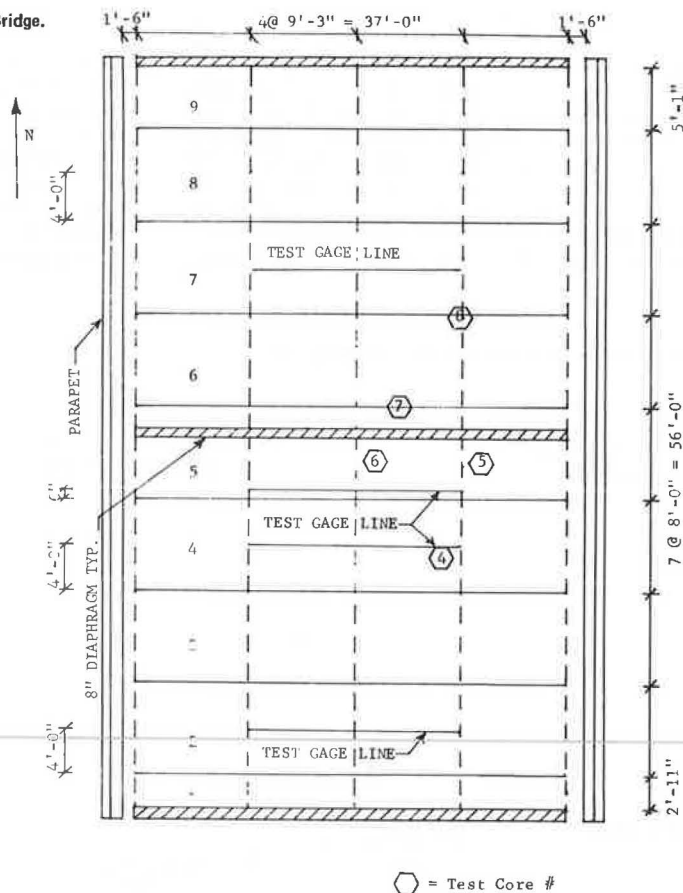 Bridge.
1'-6"
4@ 9'-3" = 37'-0"
1'-6"
N
9
5'-1"
4'-0"
8
TEST GAGE LINE
7
PARAPET
6
7
6
5
5
TEST GAGE LINE
4
4
4'-0"
8" DIAPHRAGM TYP.
7 @ 8'-0" = 56'-0"
4'-0"
TEST GAGE LINE
2'-11"
= Test Core #